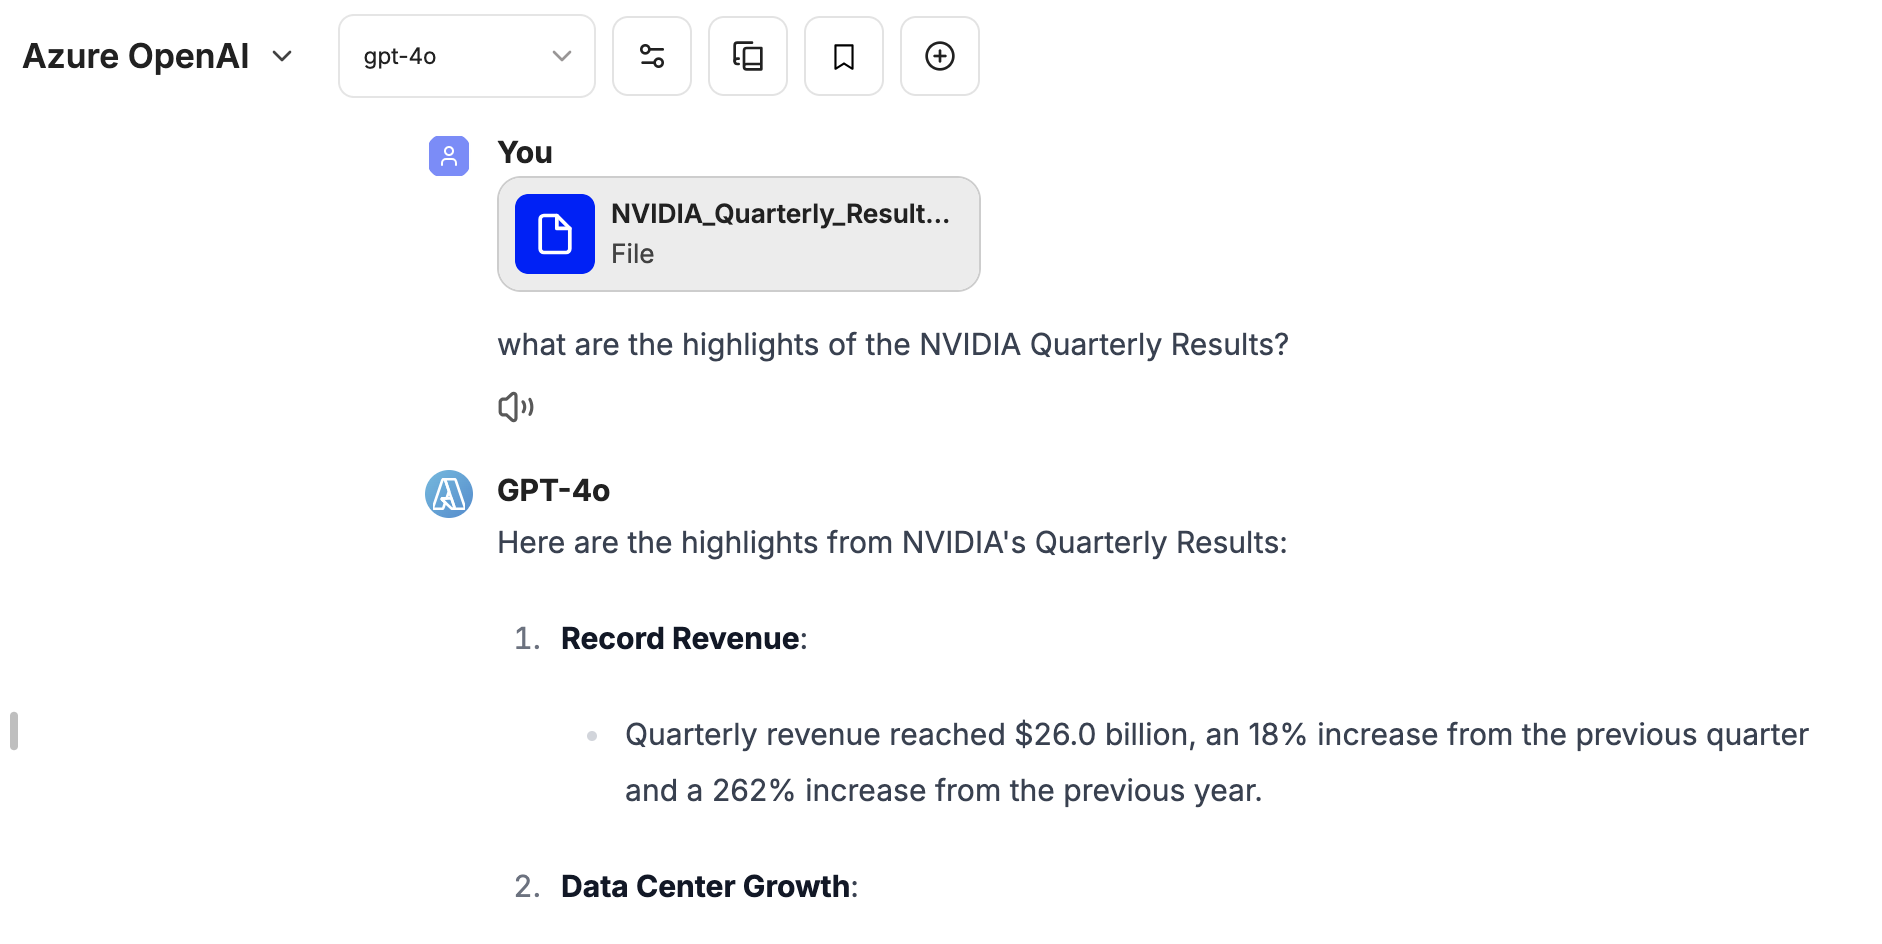 Azure OpenAI
gpt-4o
You
NVIDIA_Quarterly_Result...
File
what are the highlights of the NVIDIA Quarterly Results?
GPT-4o
Here are the highlights from NVIDIA's Quarterly Results:
1. Record Revenue:
Quarterly revenue reached $26.0 billion, an 18% increase from the previous quarter
and a 262% increase from the previous year.
2. Data Center Growth: